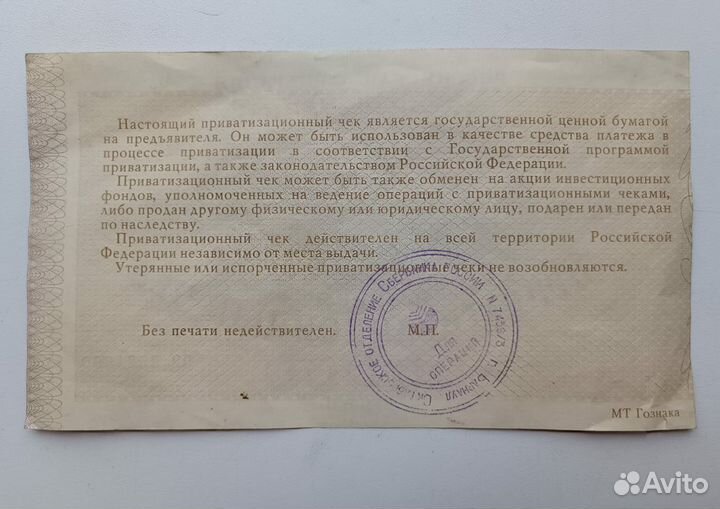 Настоящий приватизационный чек является государственной ценной бумагой
на предъявителя. Он может быть использован в качестве средства платежа в
процессе приватизации в соответствии с Государственной программой
приватизации, а также законодательством Российской Федерации.
Приватизационный чек может быть также обменен на акции инвестиционных
фондов, уполномоченных на ведение операций с приватизационными чеками,
либо продан другому физическому или юридическому лицу, подарен или передан
по наследству.
Приватизационный чек действителен на всей территории Российской
Федерации независимо от места выдачи.
Утерянные или испорченные приватизационные чеки не возобновляются.
Без печати недействителен. М.П.
ОТДЕЛЕНИЕ СБЕРБАНКА РОССИИ N г. БАРНАУЛ
Для
операций
МТ Гознака
Avito